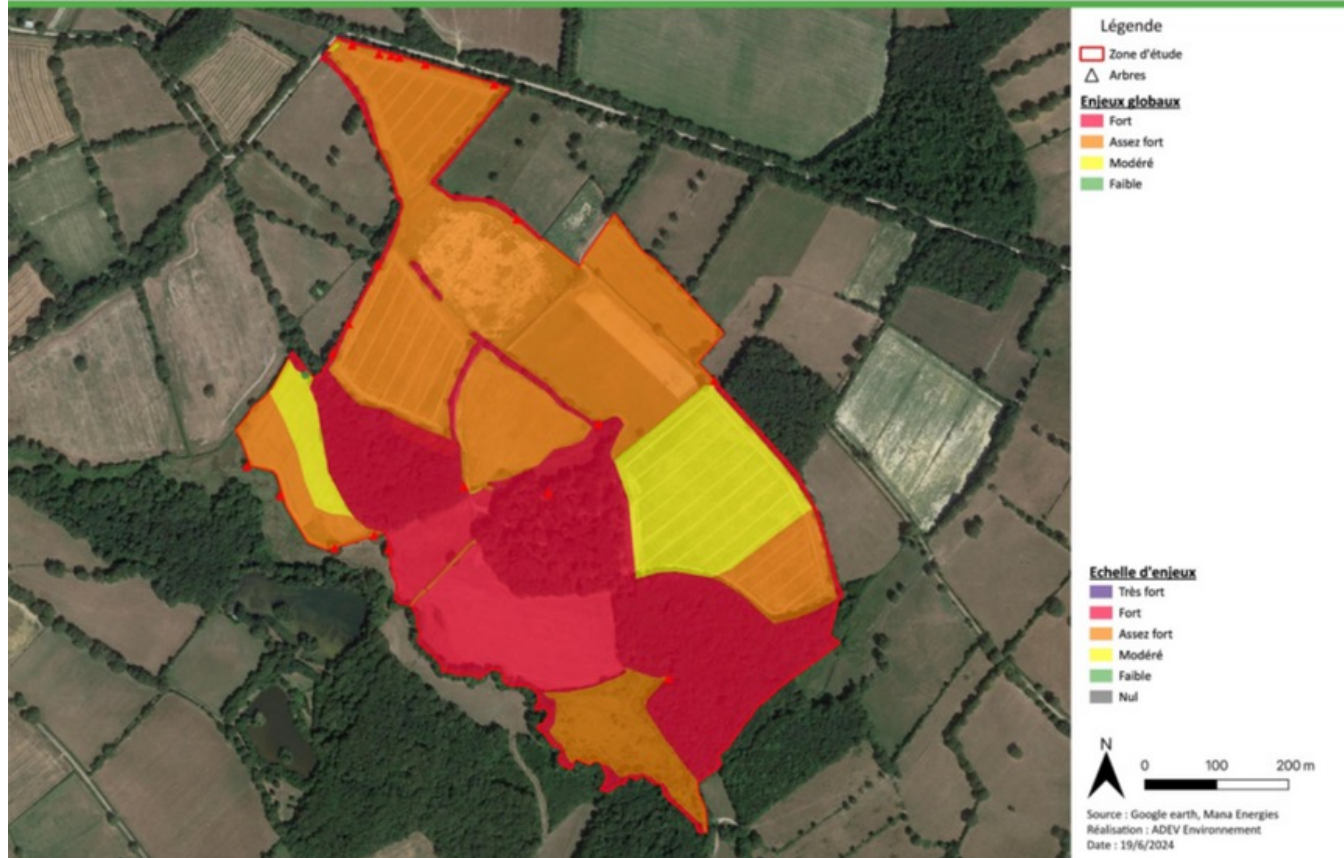 Légende
Zone d'étude
Arbres
Enjeux globaux
Fort
Assez fort
Modéré
Faible
Echelle d'enjeux
Très fort
Fort
Assez fort
Modéré
Faible
Nul
N
0 100 200 m
Source : Google earth, Mana Energies
Réalisation : ADEV Environnement
Date : 19/6/2024